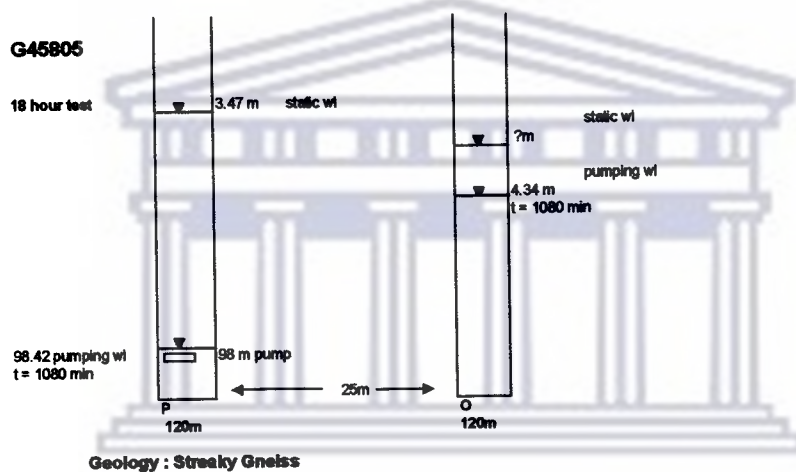 G45805
18 hour test
3.47 m static wl
static wl
?m
pumping wl
4.34 m
t = 1080 min
98.42 pumping wl
t = 1080 min
98 m pump
25m
P
O
120m
120m
Geology : Streaky Gneiss